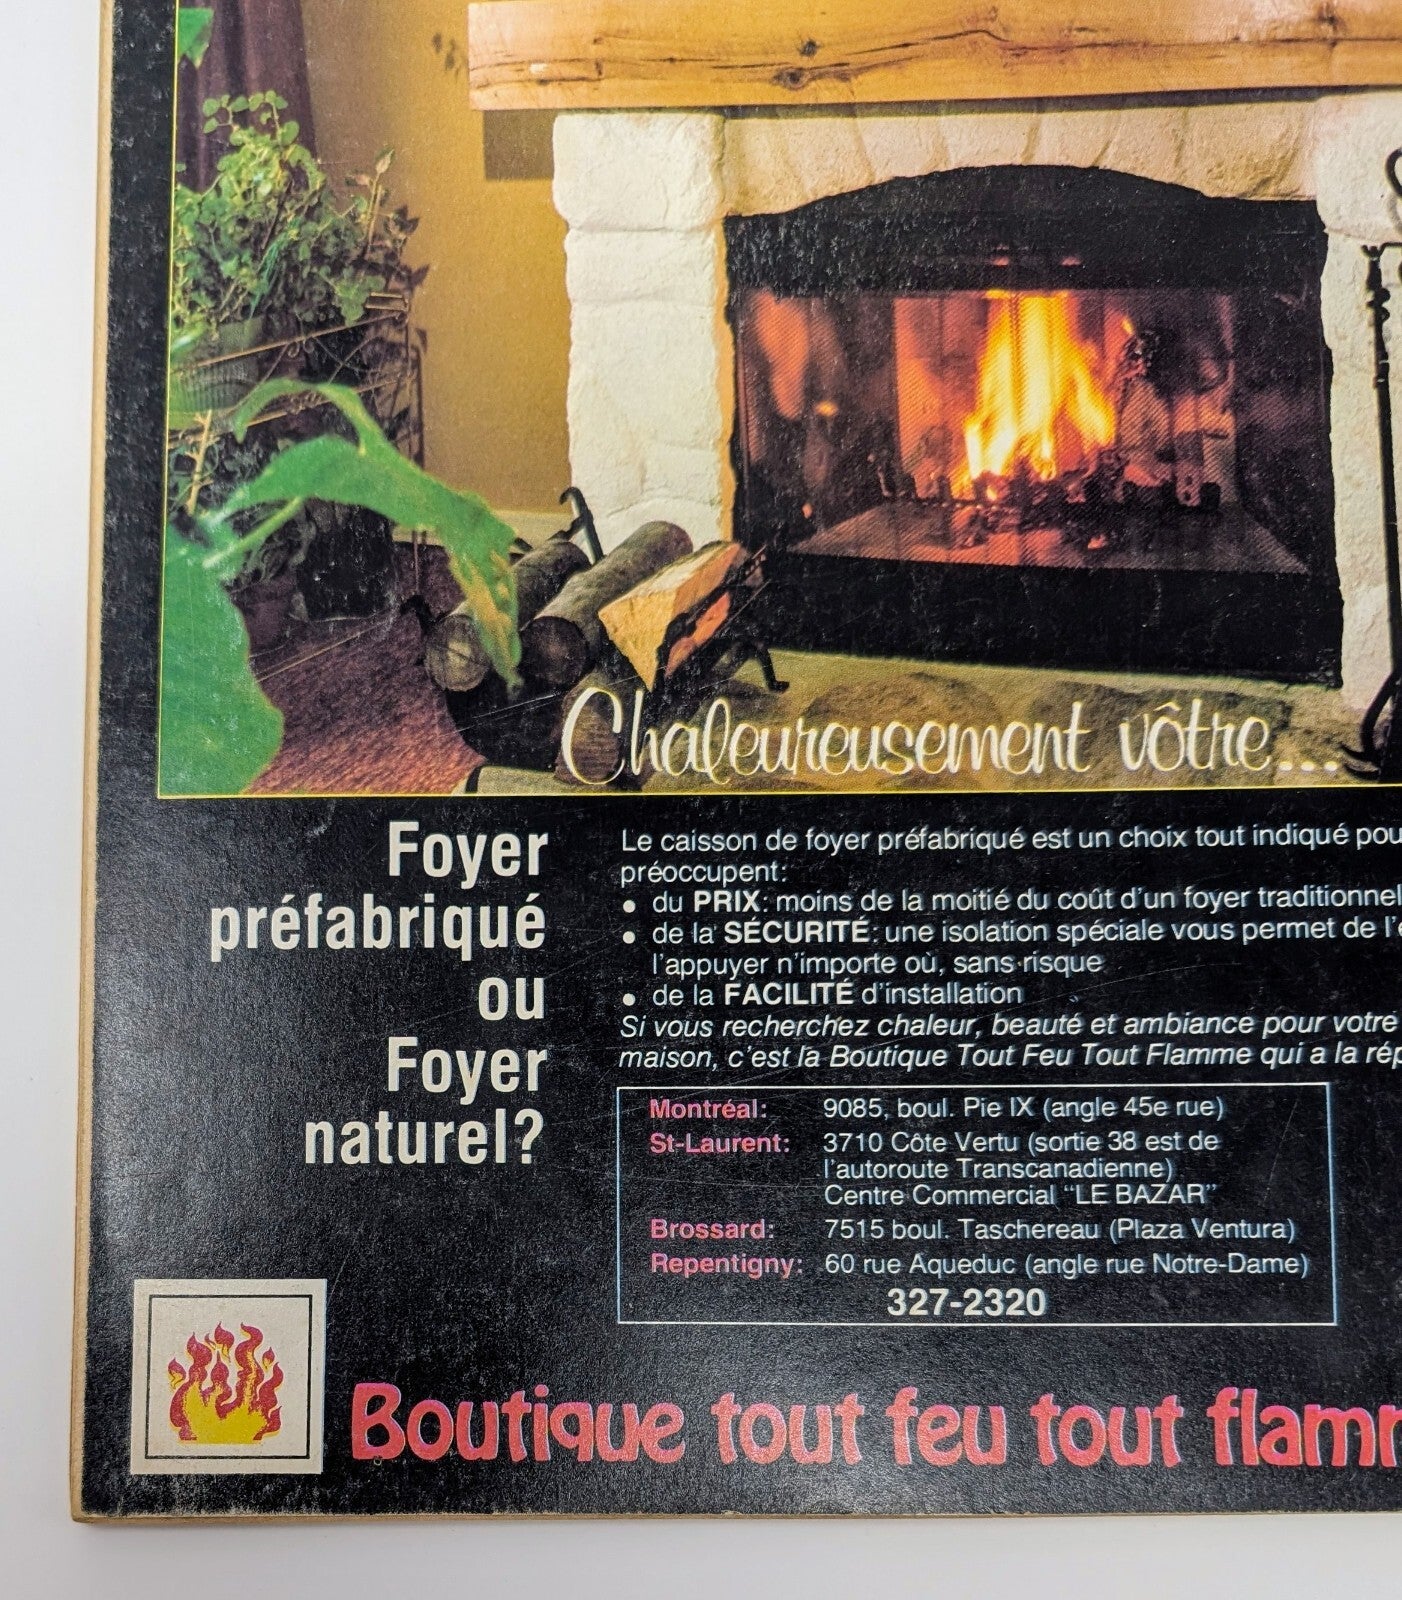 Chaleureusement vôtre...
Foyer
préfabriqué
ou
Foyer
naturel?
Le caisson de foyer préfabriqué est un choix tout indiqué
préoccupent:
• du PRIX: moins de la moitié du coût d'un foyer traditionnel
• de la SÉCURITÉ: une isolation spéciale vous permet de
l'appuyer n'importe où, sans risque
• de la FACILITÉ d'installation
Si vous recherchez chaleur, beauté et ambiance pour votre
maison, c'est la Boutique Tout Feu Tout Flamme qui a la
Montréal: 9085, boul. Pie IX (angle 45e rue)
St-Laurent: 3710 Côte Vertu (sortie 38 est de
l'autoroute Transcanadienne)
Centre Commercial "LE BAZAR"
Brossard: 7515 boul. Taschereau (Plaza Ventura)
Repentigny: 60 rue Aqueduc (angle rue Notre-Dame)
327-2320
Boutique tout feu tout